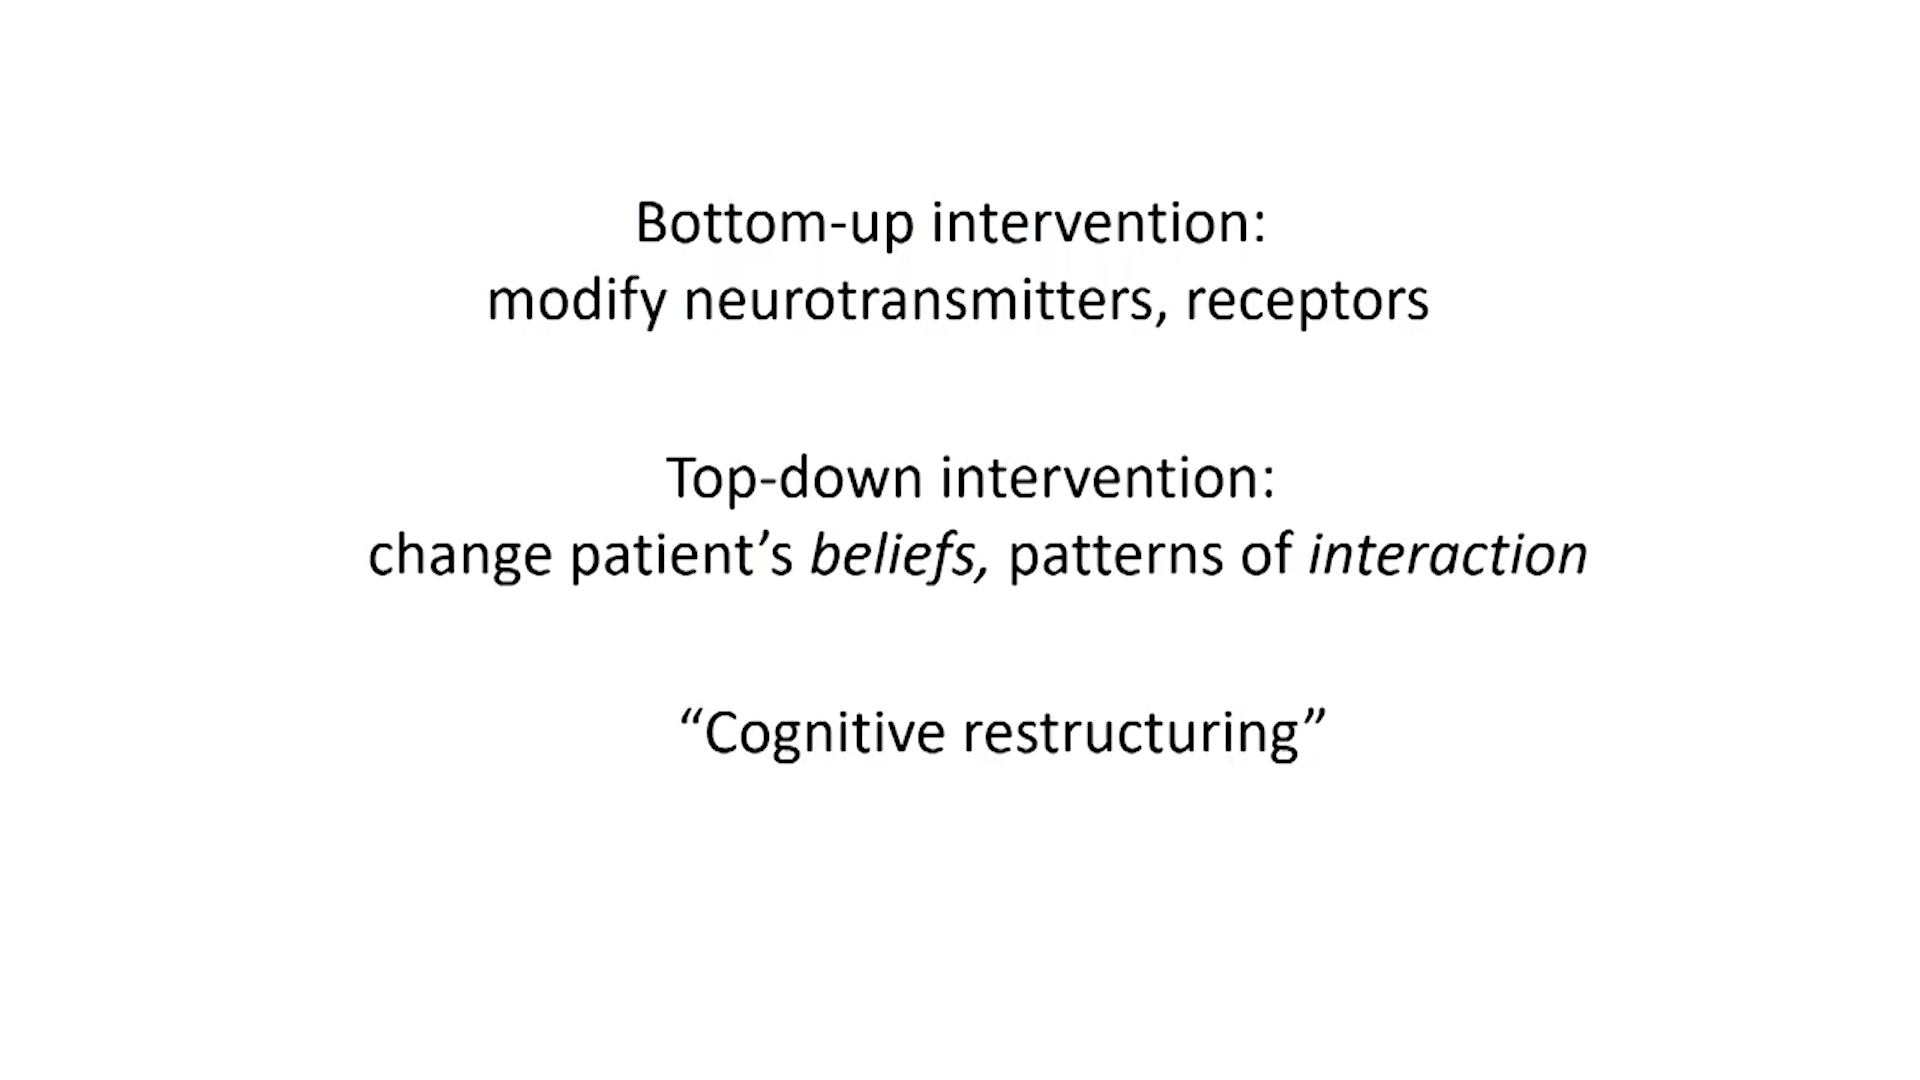 Bottom-up intervention:
modify neurotransmitters, receptors
Top-down intervention:
change patient’s beliefs, patterns of interaction
“Cognitive restructuring”